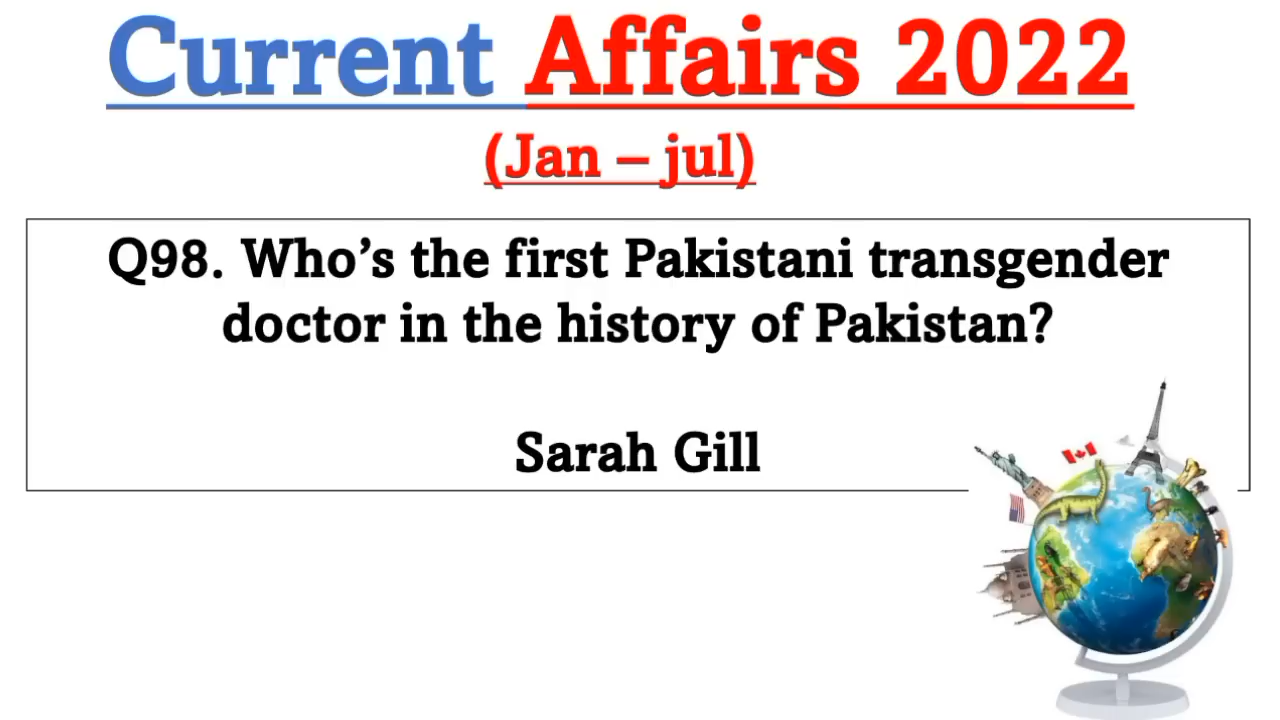 Current Affairs 2022
(Jan – jul)
Q98. Who’s the first Pakistani transgender
doctor in the history of Pakistan?
Sarah Gill